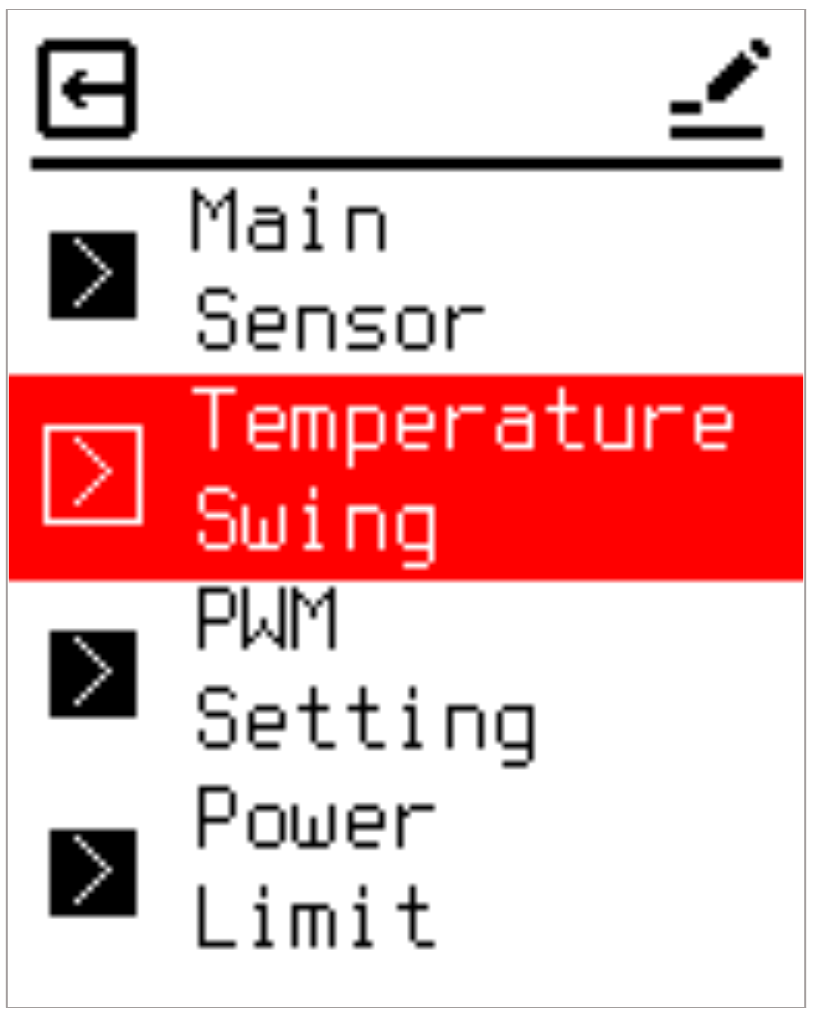 Main
Sensor
Temperature
Swing
PWM
Setting
Power
Limit